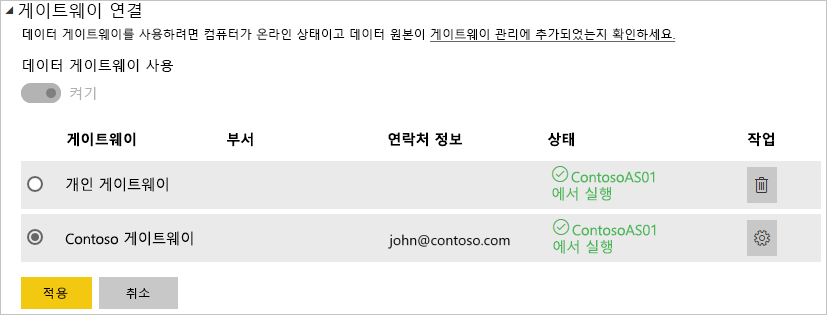 게이트웨이 연결
데이터 게이트웨이를 사용하려면 컴퓨터가 온라인 상태이고 데이터 원본이 게이트웨이 관리에 추가되었는지 확인하세요.
데이터 게이트웨이 사용
켜기
게이트웨이 부서 연락처 정보 상태 작업
개인 게이트웨이 ContosoAS01
에서 실행
Contoso 게이트웨이 john@contoso.com ContosoAS01
에서 실행
적용 취소